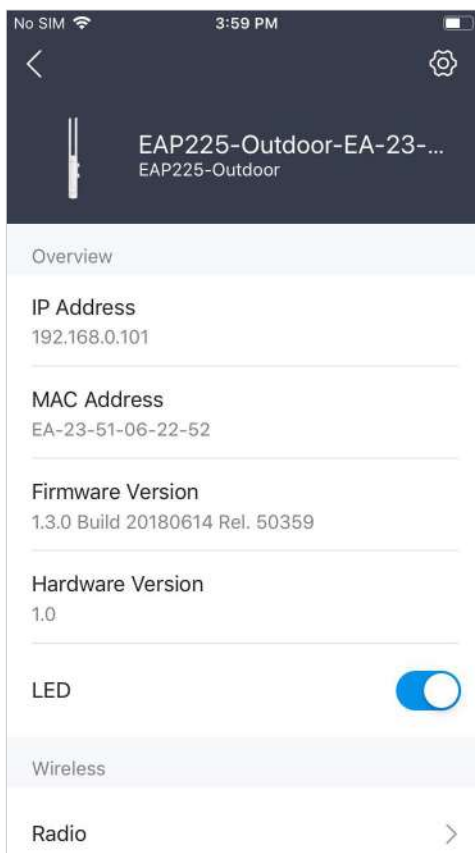 No SIM 3:59 PM
EAP225-Outdoor-EA-23-...
EAP225-Outdoor
Overview
IP Address
192.168.0.101
MAC Address
EA-23-51-06-22-52
Firmware Version
1.3.0 Build 20180614 Rel. 50359
Hardware Version
1.0
LED
Wireless
Radio